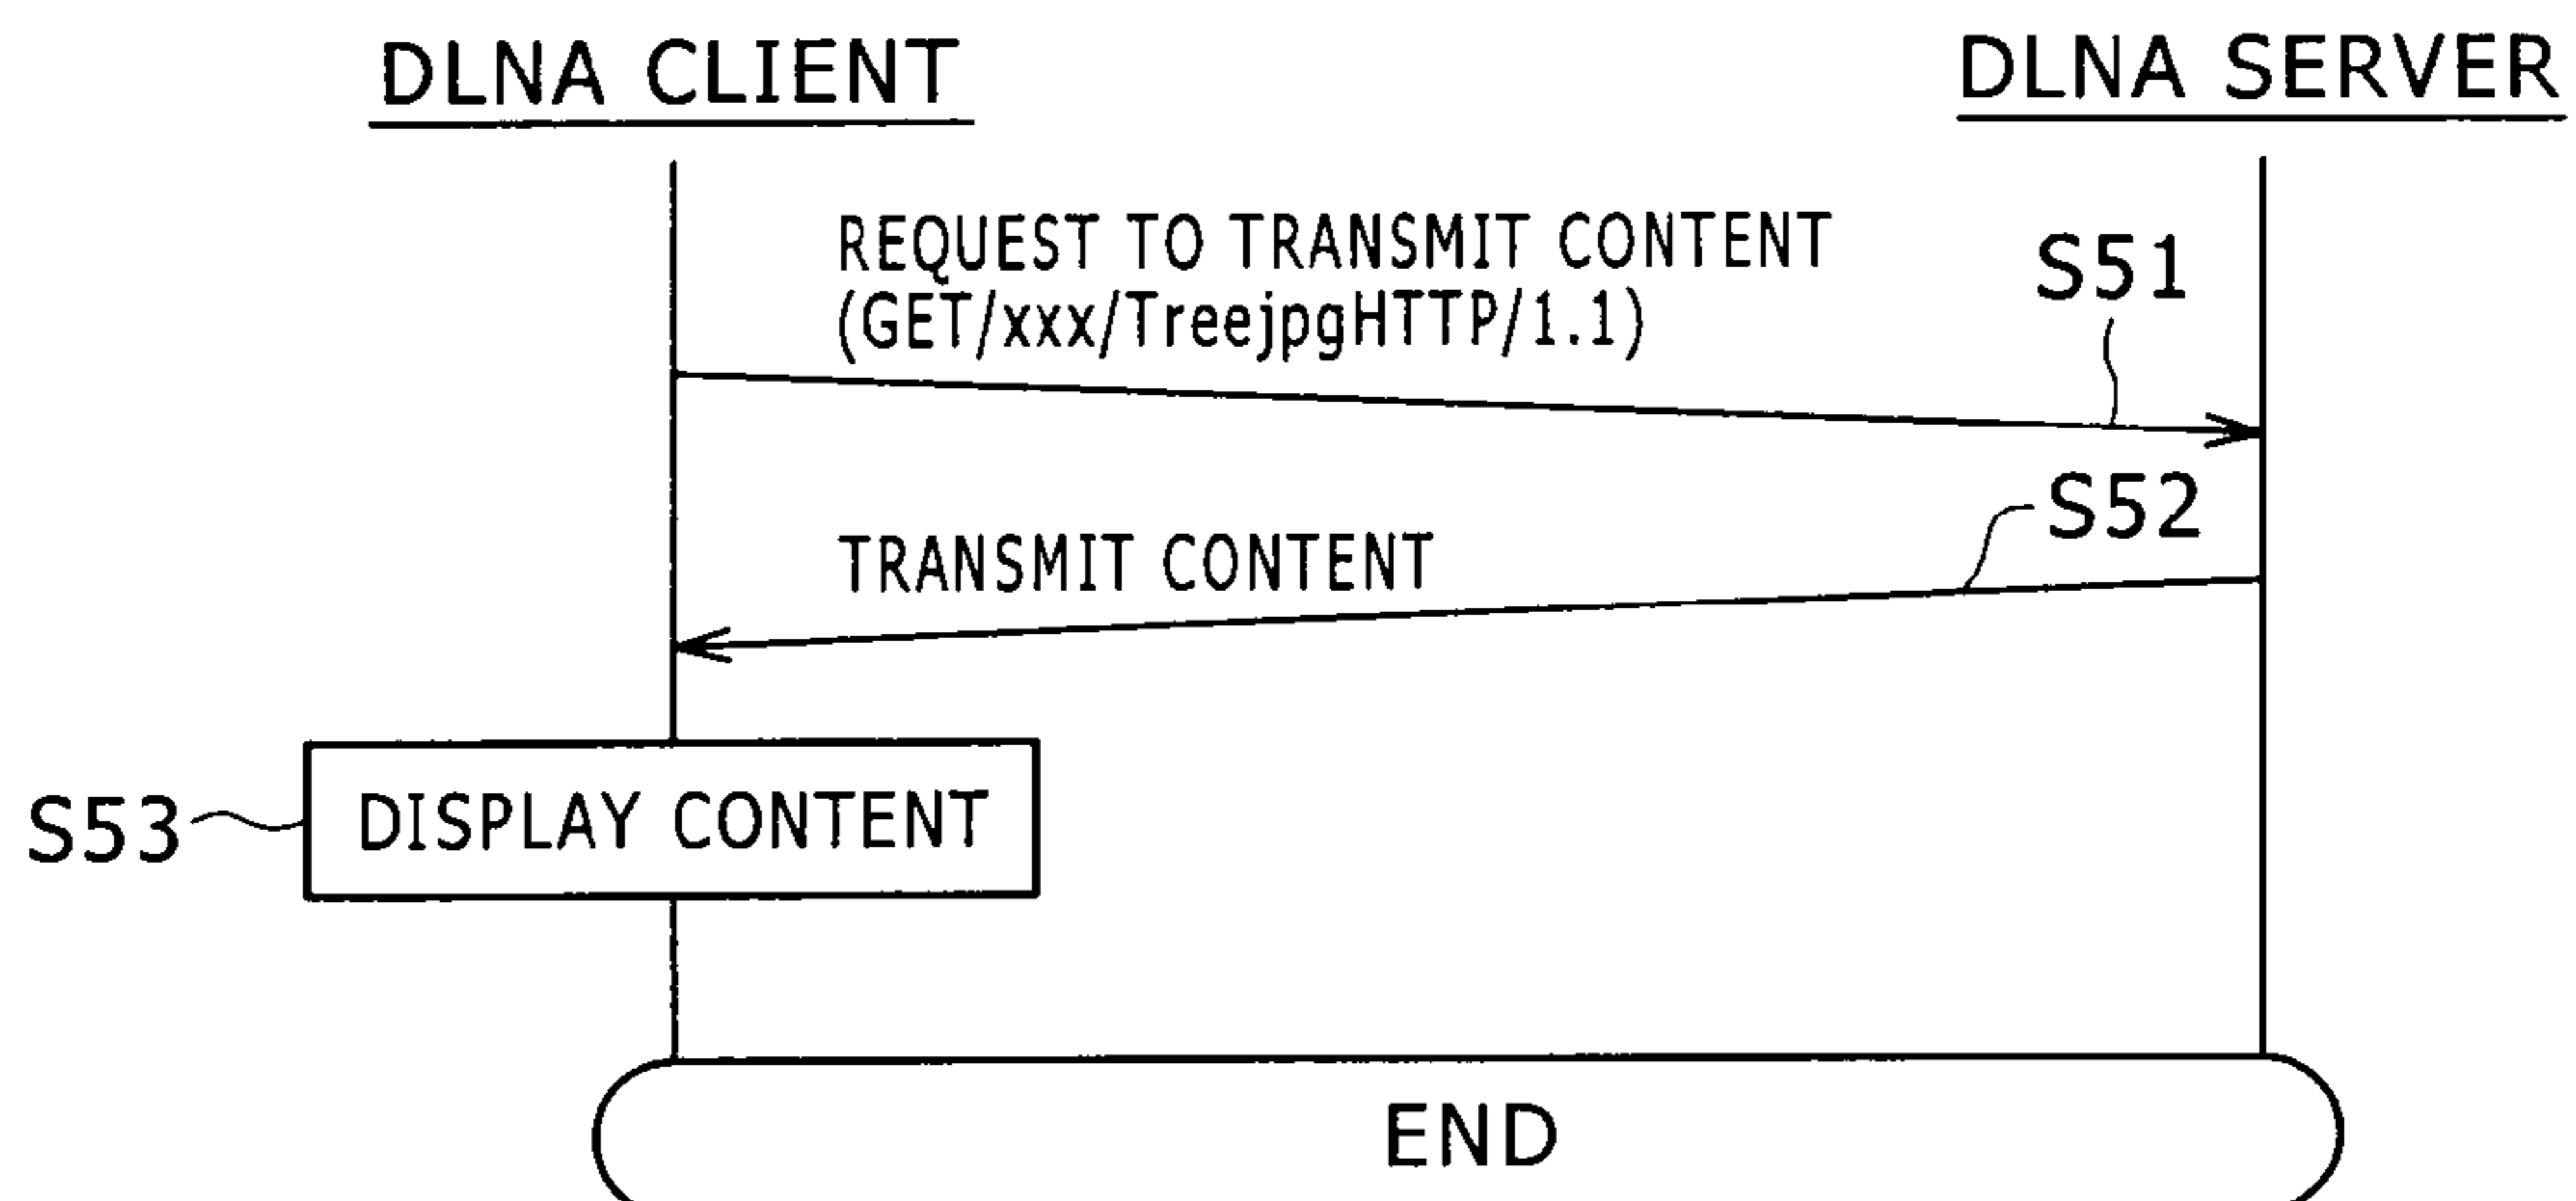 DLNA CLIENT
DLNA SERVER
REQUEST TO TRANSMIT CONTENT
(GET/xxx/TreejpgHTTP/1.1)
S51
S52
TRANSMIT CONTENT
S53
DISPLAY CONTENT
END